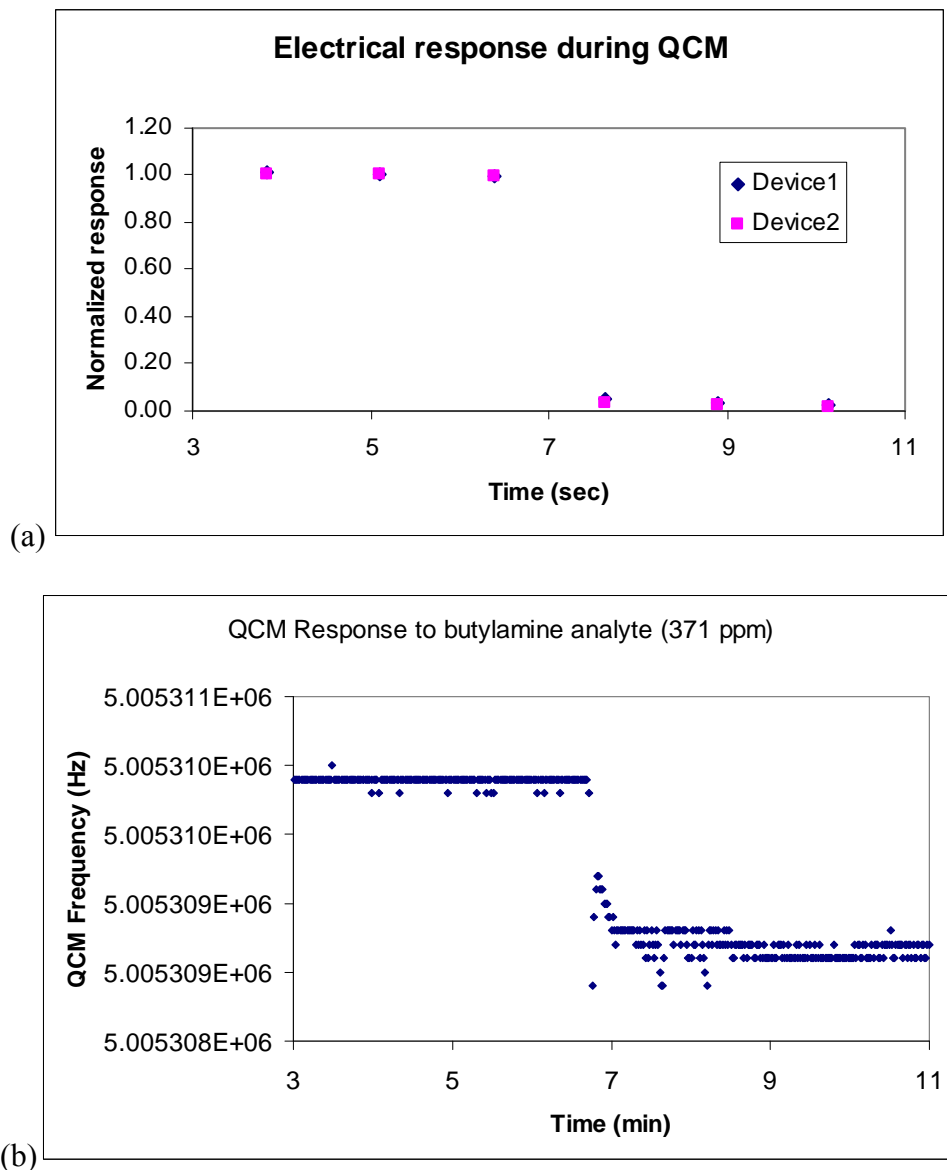 Electrical response during QCM
1.20
1.00
0.80
0.60
0.40
0.20
0.00
Normalized response
Device1
Device2
3 5 7 9 11
Time (sec)
(a)
QCM Response to butylamine analyte (371 ppm)
5.005311E+06
5.005310E+06
5.005310E+06
5.005309E+06
5.005309E+06
5.005308E+06
QCM Frequency (Hz)
3 5 7 9 11
Time (min)
(b)